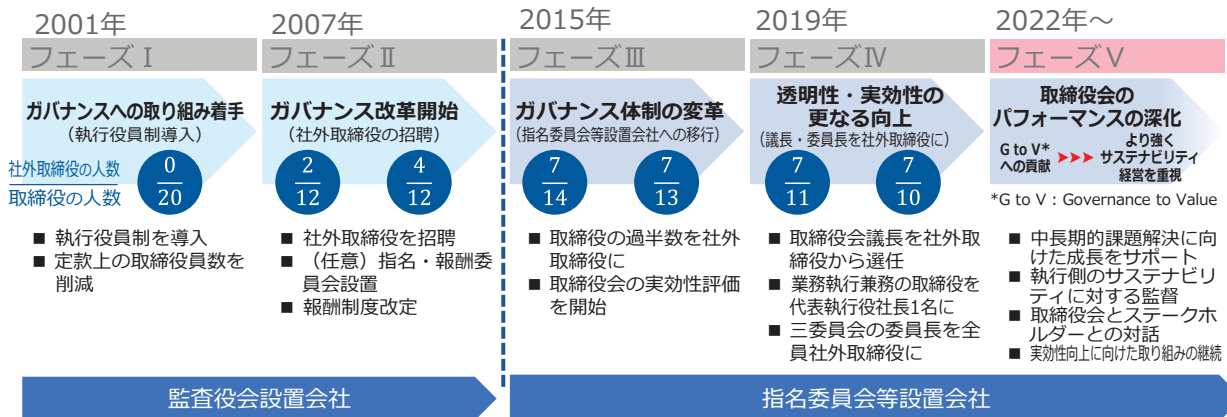 2001年
フェーズⅠ
ガバナンスへの取り組み着手
（執行役員制導入）
社外取締役の人数
取締役の人数
0
20
■ 執行役員制を導入
■ 定款上の取締役員数を
削減
2007年
フェーズⅡ
ガバナンス改革開始
（社外取締役の招聘）
2
12
4
12
■ 社外取締役を招聘
■ （任意）指名・報酬委
員会設置
■ 報酬制度改定
2015年
フェーズⅢ
ガバナンス体制の変革
（指名委員会等設置会社への移行）
7
14
7
13
■ 取締役の過半数を社外
取締役に
■ 取締役会の実効性評価
を開始
2019年
フェーズⅣ
透明性・実効性の
更なる向上
（議長・委員長を社外取締役に）
7
11
7
10
■ 取締役会議長を社外取
締役から選任
■ 業務執行兼務の取締役を
代表執行役社長1名に
■ 三委員会の委員長を全
員社外取締役に
2022年～
フェーズⅤ
取締役会の
パフォーマンスの深化
G to V*
への貢献
より強く
サステナビリティ
経営を重視
*G to V : Governance to Value
■ 中長期的課題解決に向
けた成長をサポート
■ 執行側のサステナビリ
ティに対する監督
■ 取締役会とステークホ
ルダーとの対話
■ 実効性向上に向けた取り組みの継続
監査役会設置会社
指名委員会等設置会社